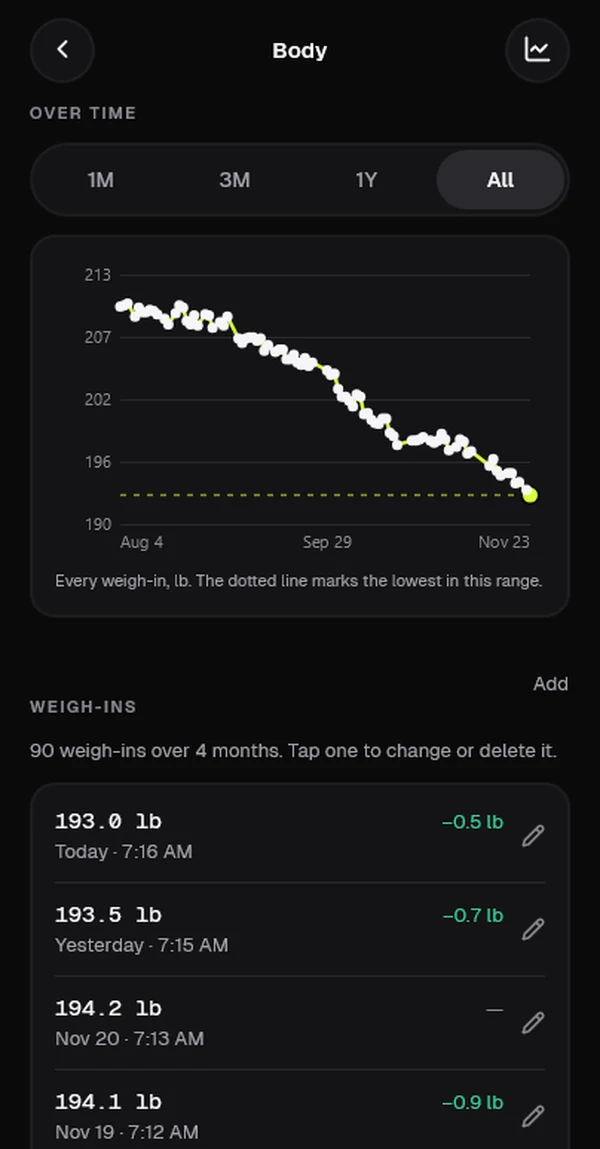 Body
OVER TIME
1M 3M 1Y All
213
207
202
196
190
Aug 4 Sep 29 Nov 23
Every weigh-in, lb. The dotted line marks the lowest in this range.
Add
WEIGH-INS
90 weigh-ins over 4 months. Tap one to change or delete it.
193.0 lb −0.5 lb
Today · 7:16 AM
193.5 lb −0.7 lb
Yesterday · 7:15 AM
194.2 lb —
Nov 20 · 7:13 AM
194.1 lb −0.9 lb
Nov 19 · 7:12 AM